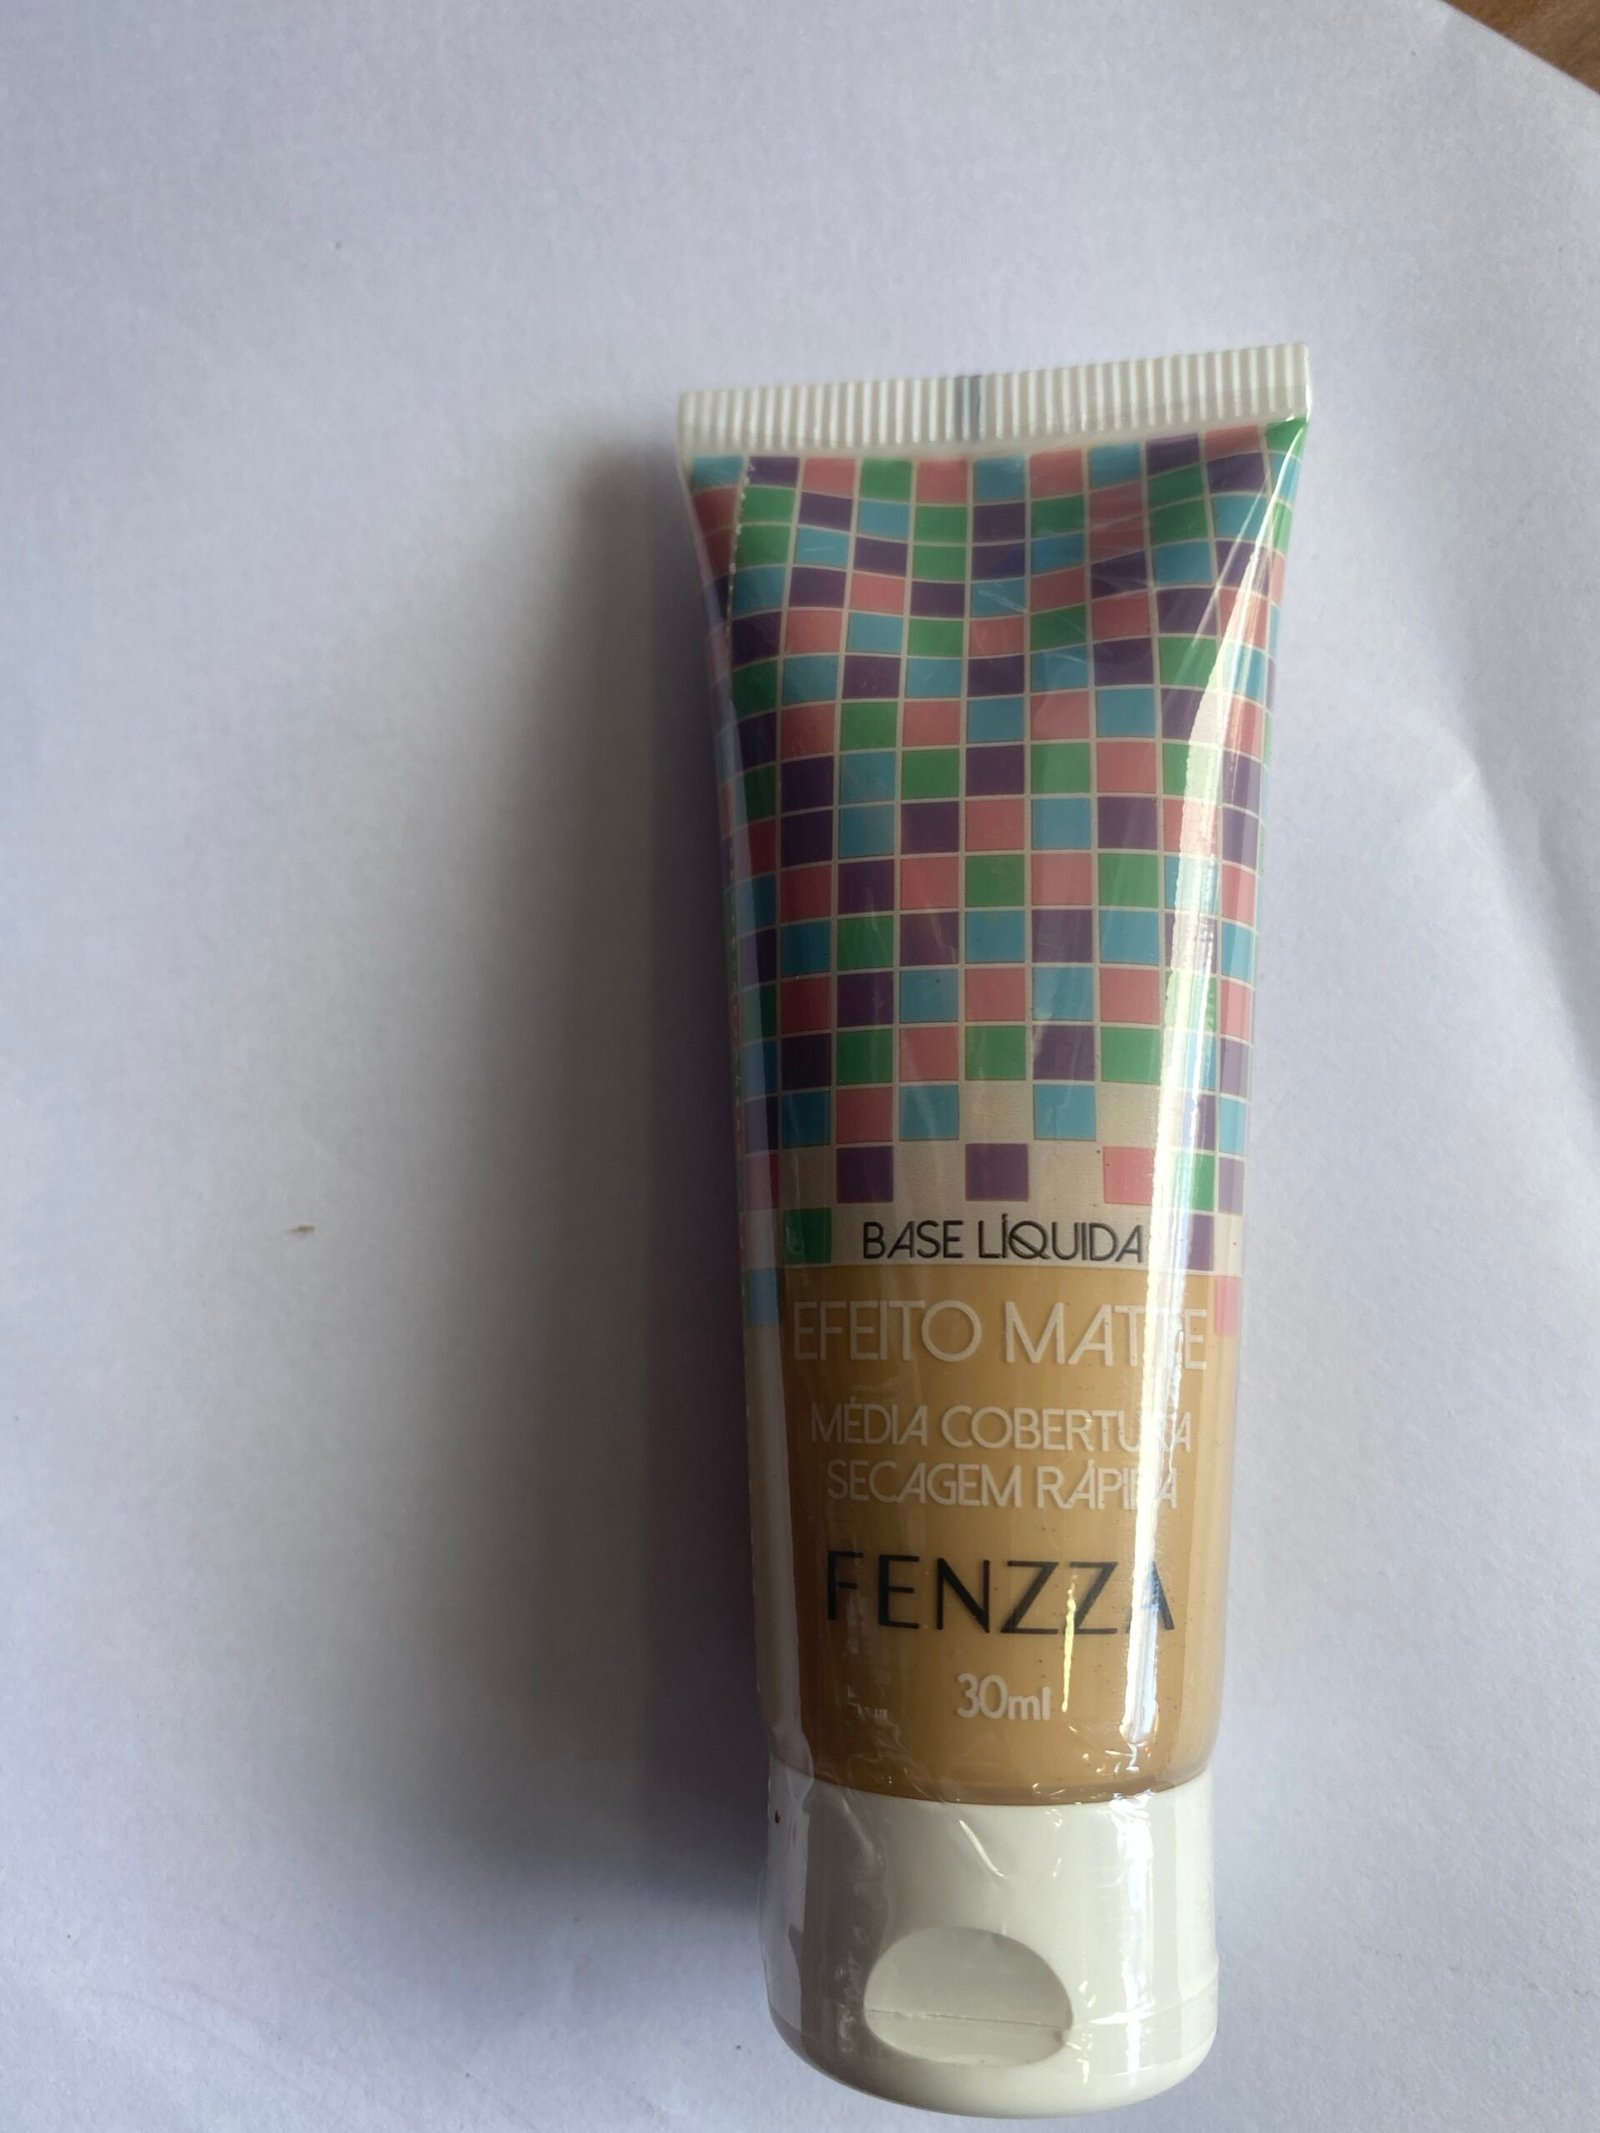 BASE LÍQUIDA
EFEITO MATTE
MÉDIA COBERTURA
SECAGEM RÁPIDA
FENZZA
30ml